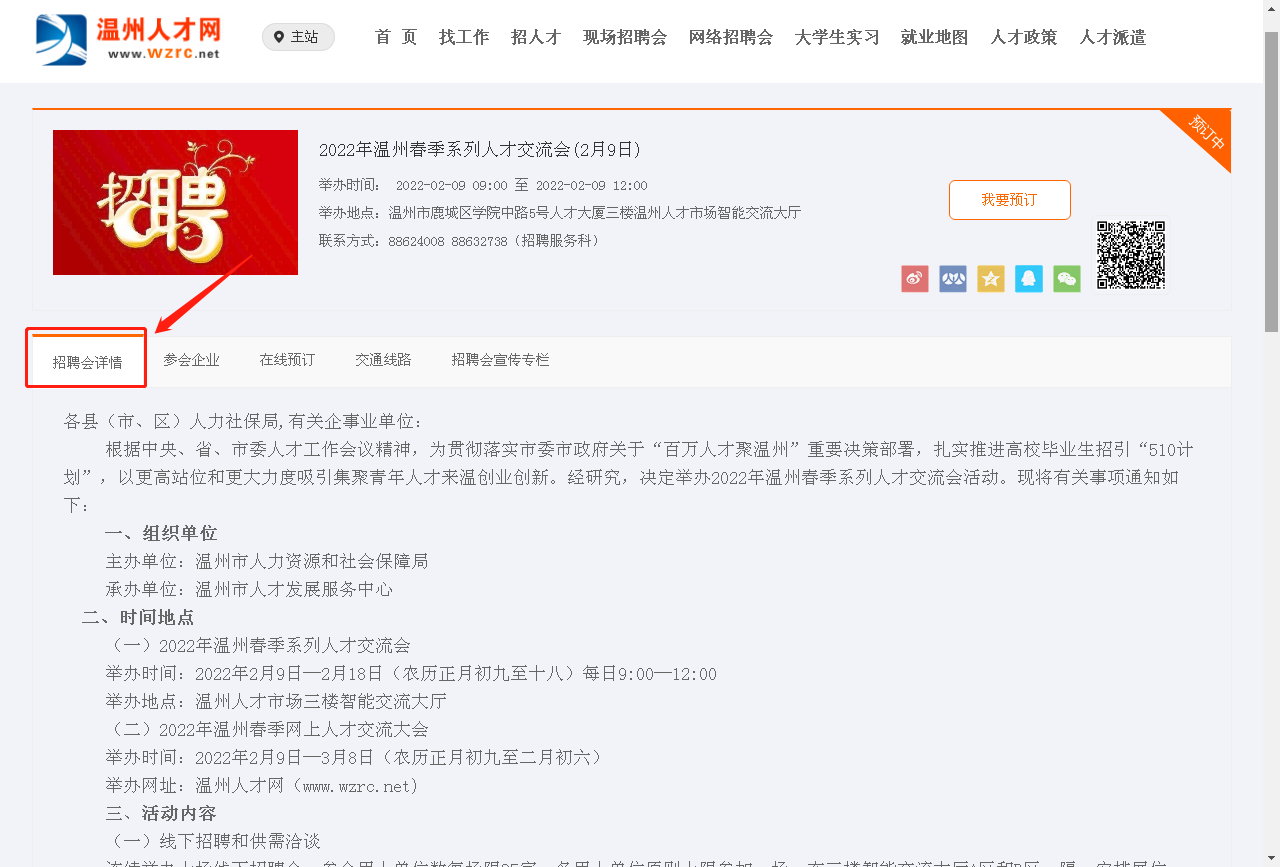 温州人才网
www.wzrc.net
主站
首 页 找工作 招人才 现场招聘会 网络招聘会 大学生实习 就业地图 人才政策 人才派遣
招聘
预订中
2022年温州春季系列人才交流会(2月9日)
举办时间： 2022-02-09 09:00 至 2022-02-09 12:00
举办地点：温州市鹿城区学院中路5号人才大厦三楼温州人才市场智能交流大厅
联系方式：88624008 88632738（招聘服务科）
我要预订
招聘会详情 参会企业 在线预订 交通线路 招聘会宣传专栏
各县（市、区）人力社保局,有关企事业单位：
根据中央、省、市委人才工作会议精神，为贯彻落实市委市政府关于“百万人才聚温州”重要决策部署，扎实推进高校毕业生招引“510计
划”，以更高站位和更大力度吸引集聚青年人才来温创业创新。经研究，决定举办2022年温州春季系列人才交流会活动。现将有关事项通知如
下：
一、组织单位
主办单位：温州市人力资源和社会保障局
承办单位：温州市人才发展服务中心
二、时间地点
（一）2022年温州春季系列人才交流会
举办时间：2022年2月9日—2月18日（农历正月初九至十八）每日9:00—12:00
举办地点：温州人才市场三楼智能交流大厅
（二）2022年温州春季网上人才交流大会
举办时间：2022年2月9日—3月8日（农历正月初九至二月初六）
举办网址：温州人才网（www.wzrc.net)
三、活动内容
（一）线下招聘和供需洽谈